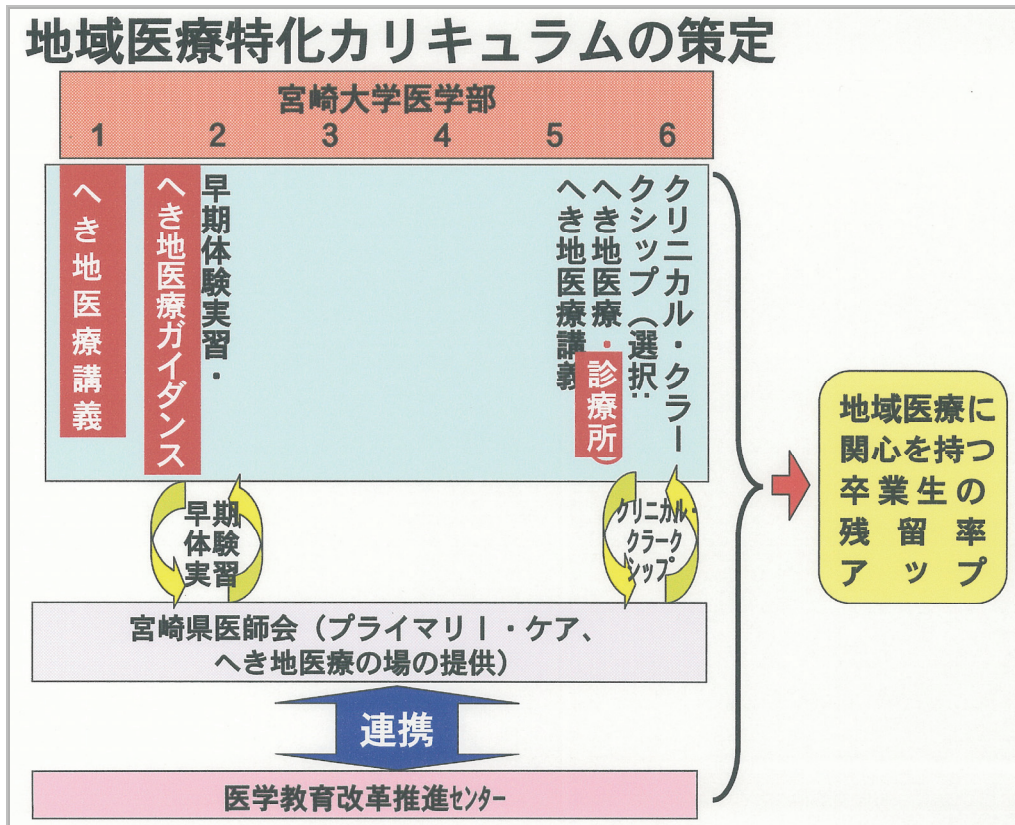 地域医療特化カリキュラムの策定
宮崎大学医学部
1 2 3 4 5 6
へき地医療講義
早期体験実習・
へき地医療ガイダンス
クリニカル・クラー
クシップ(選択:
へき地医療・診療所)
へき地医療講義
早期
体験
実習
クリニカル・
クラーク
シップ
宮崎県医師会(プライマリー・ケア、
へき地医療の場の提供)
連携
医学教育改革推進センター
地域医療に
関心を持つ
卒業生の
残留率
アップ